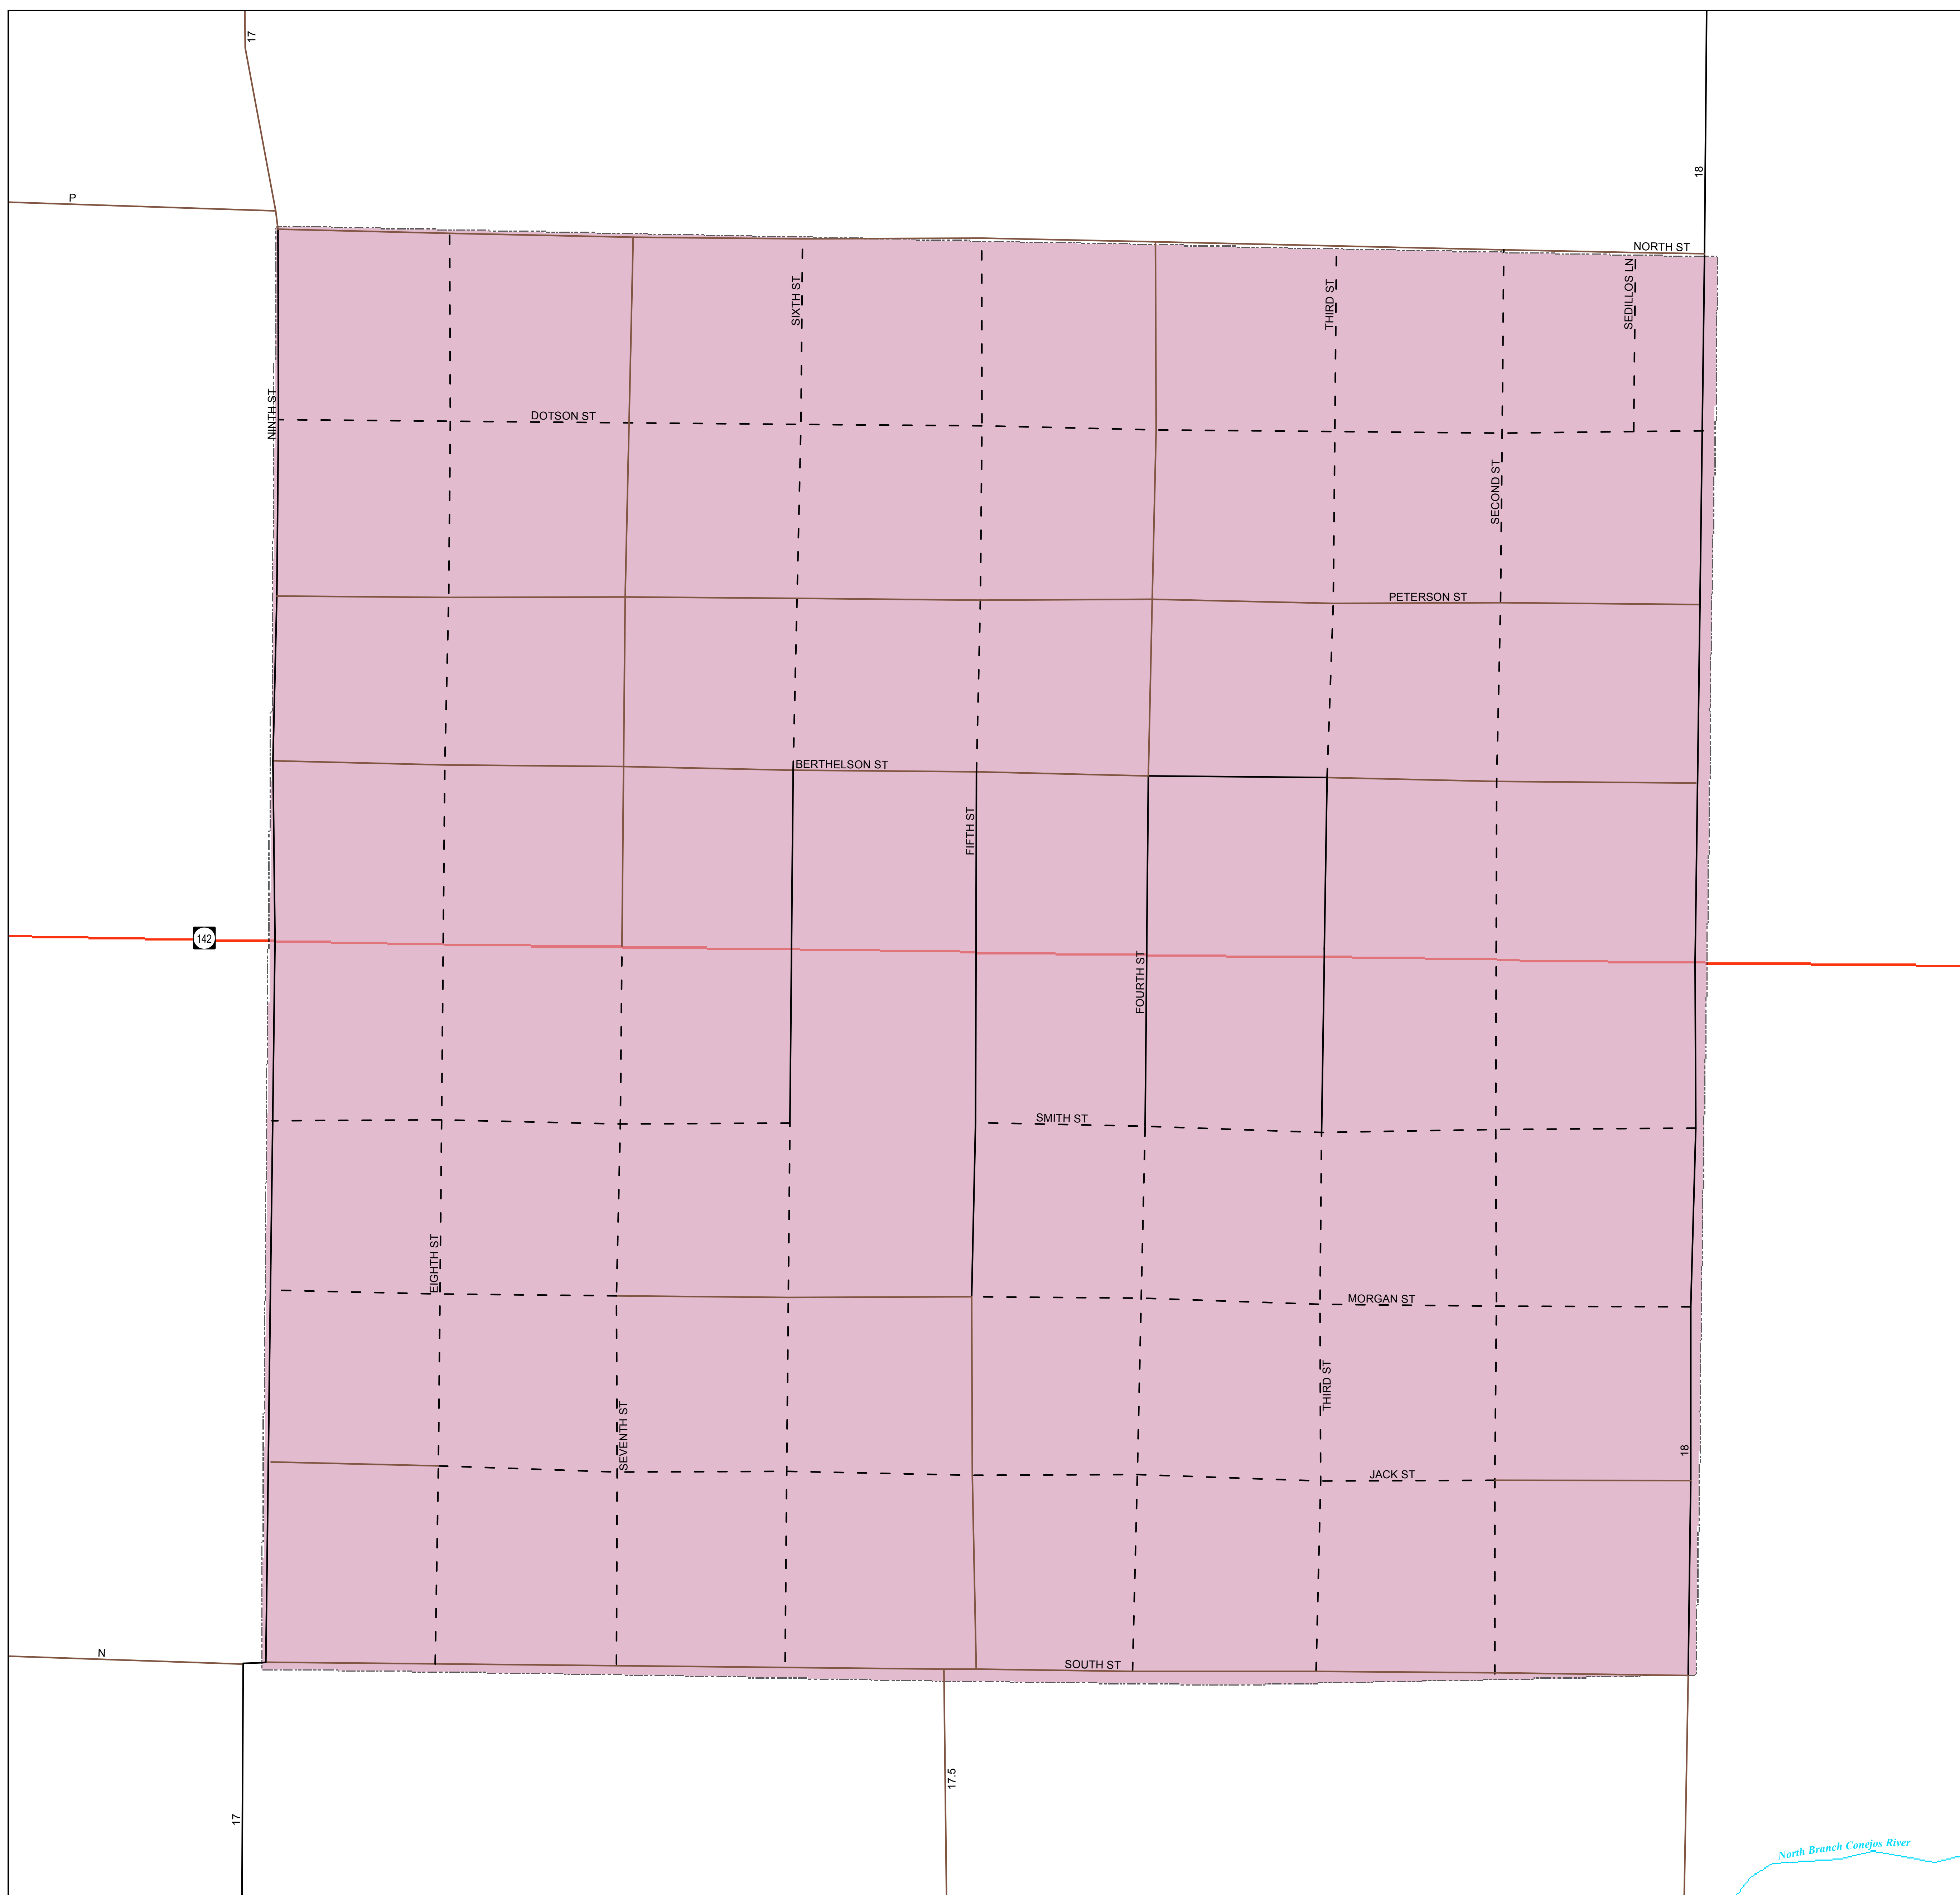 17
18
P
NORTH ST
SIXTH ST
THIRD ST
SEDILLOS LN
NINTH ST
DOTSON ST
SECOND ST
PETERSON ST
BERTHELSON ST
FIFTH ST
142
FOURTH ST
SMITH ST
EIGHTH ST
MORGAN ST
THIRD ST
SEVENTH ST
18
JACK ST
N
SOUTH ST
17.5
17
North Branch Conejos River